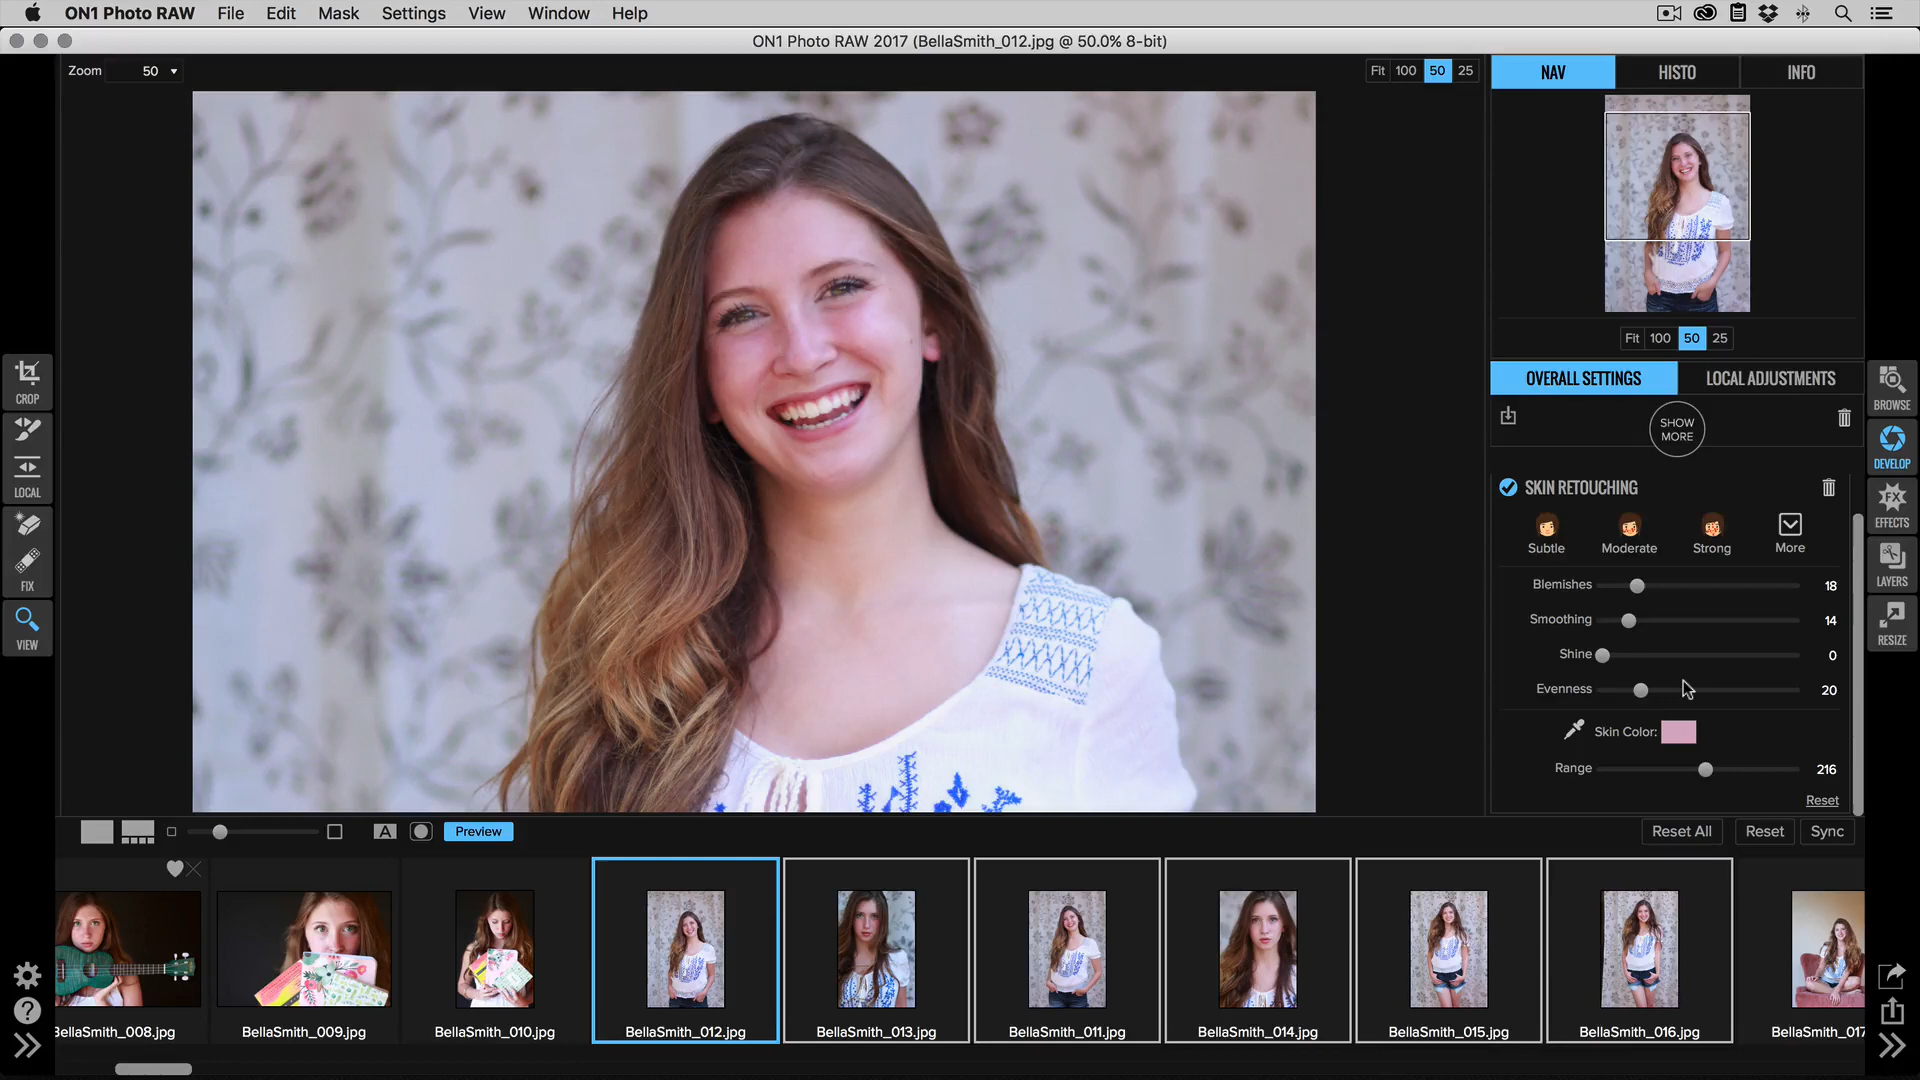 ON1 Photo RAW File Edit Mask Settings View Window Help
ON1 Photo RAW 2017 (BellaSmith_012.jpg @ 50.0% 8-bit)
Zoom 50
Fit 100 50 25
NAV HISTO INFO
Fit 100 50 25
OVERALL SETTINGS LOCAL ADJUSTMENTS
SHOW
MORE
SKIN RETOUCHING
Subtle Moderate Strong More
Blemishes 18
Smoothing 14
Shine 0
Evenness 20
Skin Color:
Range 216
Reset
CROP
LOCAL
FIX
VIEW
BROWSE
DEVELOP
FX
EFFECTS
LAYERS
RESIZE
A Preview
Reset All Reset Sync
BellaSmith_008.jpg BellaSmith_009.jpg BellaSmith_010.jpg BellaSmith_012.jpg BellaSmith_013.jpg BellaSmith_011.jpg BellaSmith_014.jpg BellaSmith_015.jpg BellaSmith_016.jpg BellaSmith_017